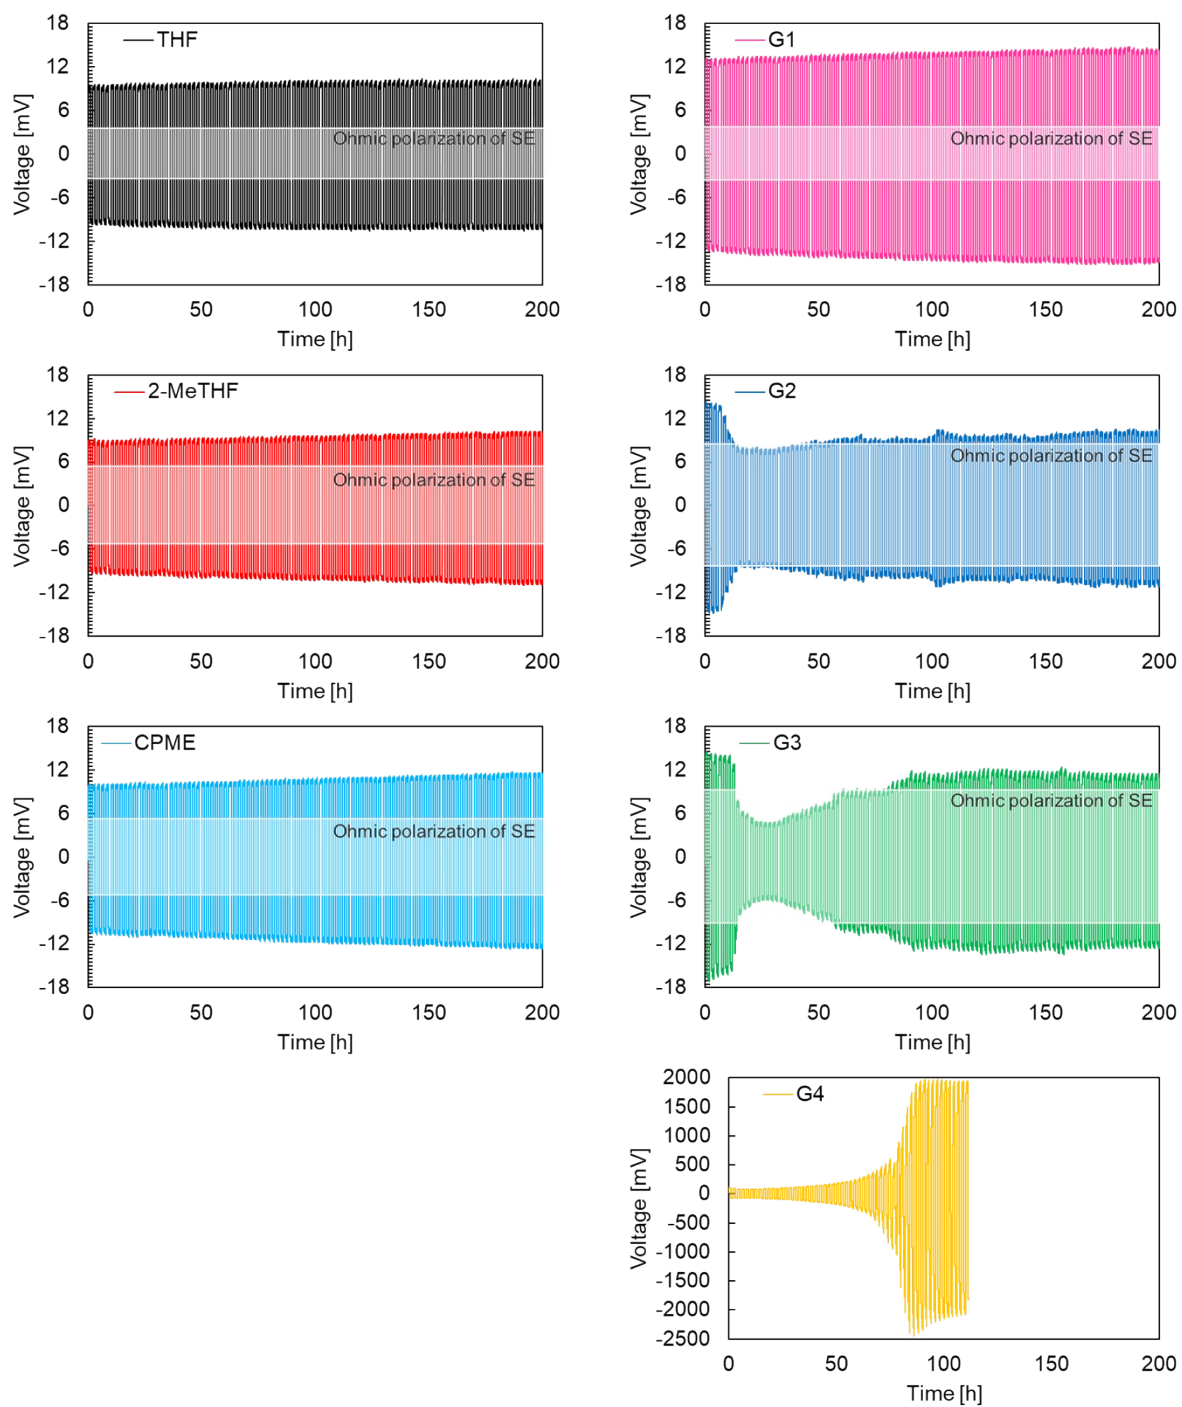 THF
18
12
6
0
-6
-12
-18
Voltage [mV]
Ohmic polarization of SE
0 50 100 150 200
Time [h]
G1
18
12
6
0
-6
-12
-18
Voltage [mV]
Ohmic polarization of SE
0 50 100 150 200
Time [h]
2-MeTHF
18
12
6
0
-6
-12
-18
Voltage [mV]
Ohmic polarization of SE
0 50 100 150 200
Time [h]
G2
18
12
6
0
-6
-12
-18
Voltage [mV]
Ohmic polarization of SE
0 50 100 150 200
Time [h]
CPME
18
12
6
0
-6
-12
-18
Voltage [mV]
Ohmic polarization of SE
0 50 100 150 200
Time [h]
G3
18
12
6
0
-6
-12
-18
Voltage [mV]
Ohmic polarization of SE
0 50 100 150 200
Time [h]
G4
2000
1500
1000
500
0
-500
-1000
-1500
-2000
-2500
Voltage [mV]
0 50 100 150 200
Time [h]